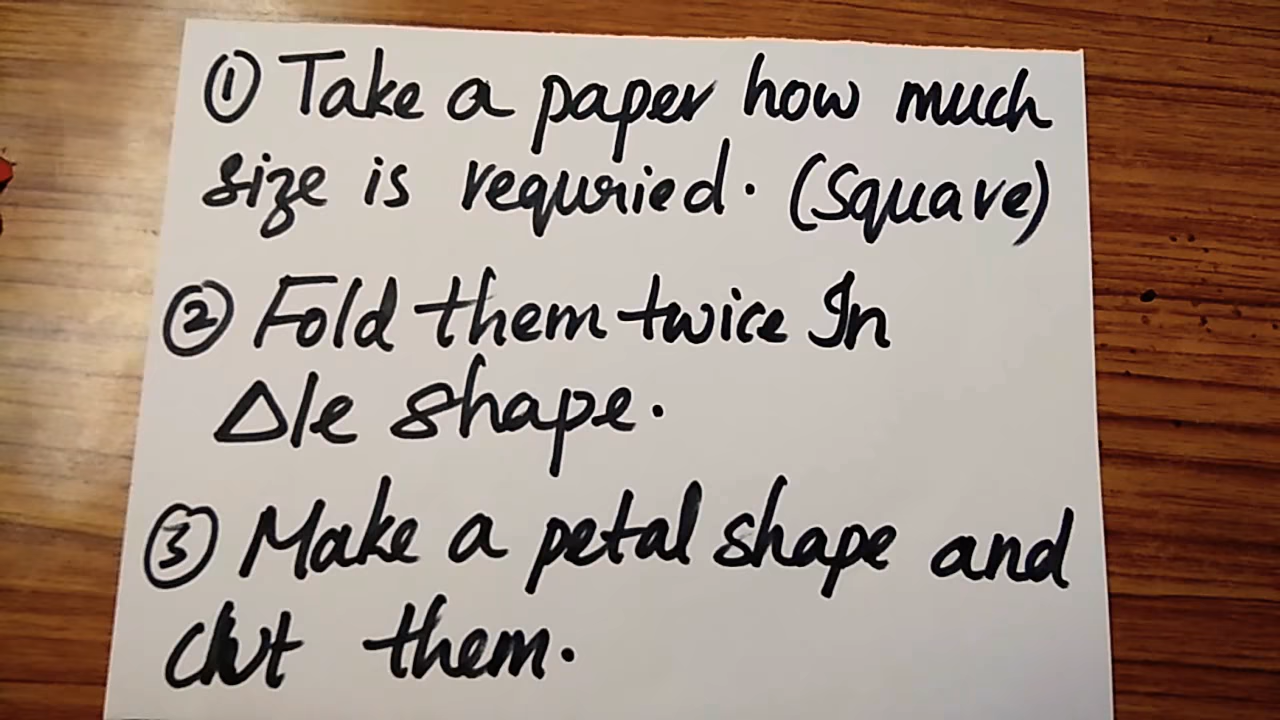 ① Take a paper how much
size is requried. (Square)
② Fold them twice In
Δle shape.
③ Make a petal shape and
cut them.